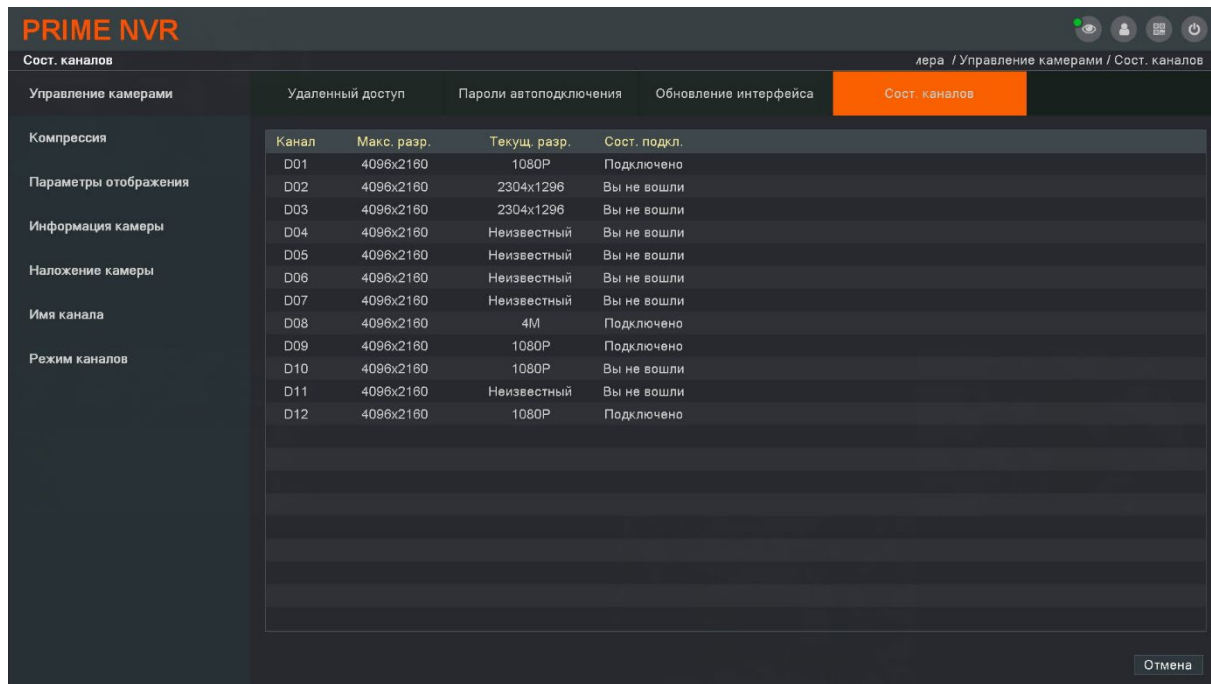 PRIME NVR
Сост. каналов
мера / Управление камерами / Сост. каналов
Управление камерами
Удаленный доступ Пароли автоподключения Обновление интерфейса Сост. каналов
Компрессия
Параметры отображения
Информация камеры
Наложение камеры
Имя канала
Режим каналов
Канал Макс. разр. Текущ. разр. Сост. подкл.
D01 4096x2160 1080P Подключено
D02 4096x2160 2304x1296 Вы не вошли
D03 4096x2160 2304x1296 Вы не вошли
D04 4096x2160 Неизвестный Вы не вошли
D05 4096x2160 Неизвестный Вы не вошли
D06 4096x2160 Неизвестный Вы не вошли
D07 4096x2160 Неизвестный Вы не вошли
D08 4096x2160 4M Подключено
D09 4096x2160 1080P Подключено
D10 4096x2160 1080P Вы не вошли
D11 4096x2160 Неизвестный Вы не вошли
D12 4096x2160 1080P Подключено
Отмена